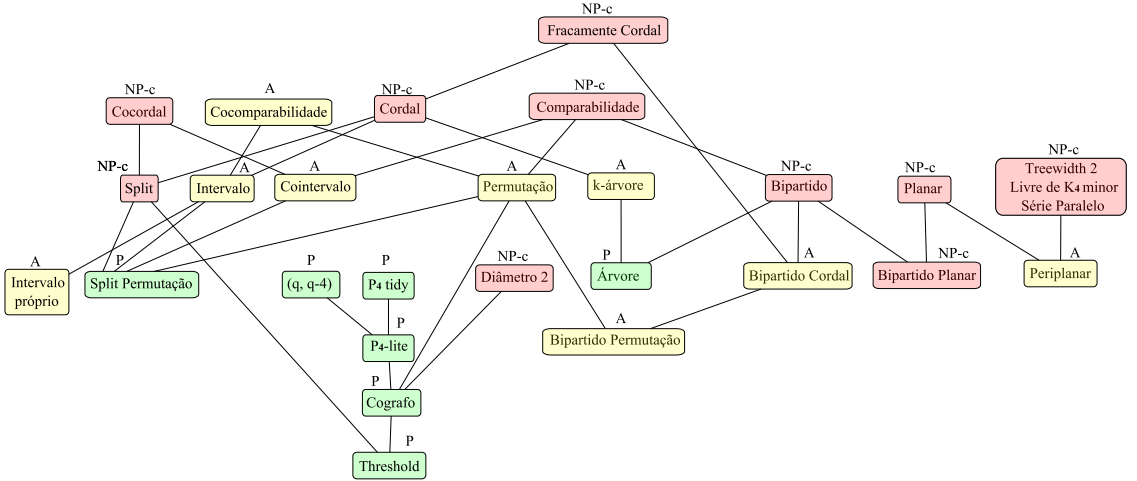 NP-c
Fracamente Cordal
NP-c
Cocordal
A
Cocomparabilidade
NP-c
Cordal
NP-c
Comparabilidade
NP-c
Split
A
Intervalo
A
Cointervalo
A
Permutação
A
k-árvore
NP-c
Bipartido
NP-c
Planar
NP-c
Treewidth 2
Livre de K4 minor
Série Paralelo
A
Intervalo
próprio
P
Split Permutação
P
(q, q-4)
P
P4 tidy
NP-c
Diâmetro 2
P
Árvore
A
Bipartido Cordal
NP-c
Bipartido Planar
A
Periplanar
P
P4-lite
A
Bipartido Permutação
P
Cografo
P
Threshold